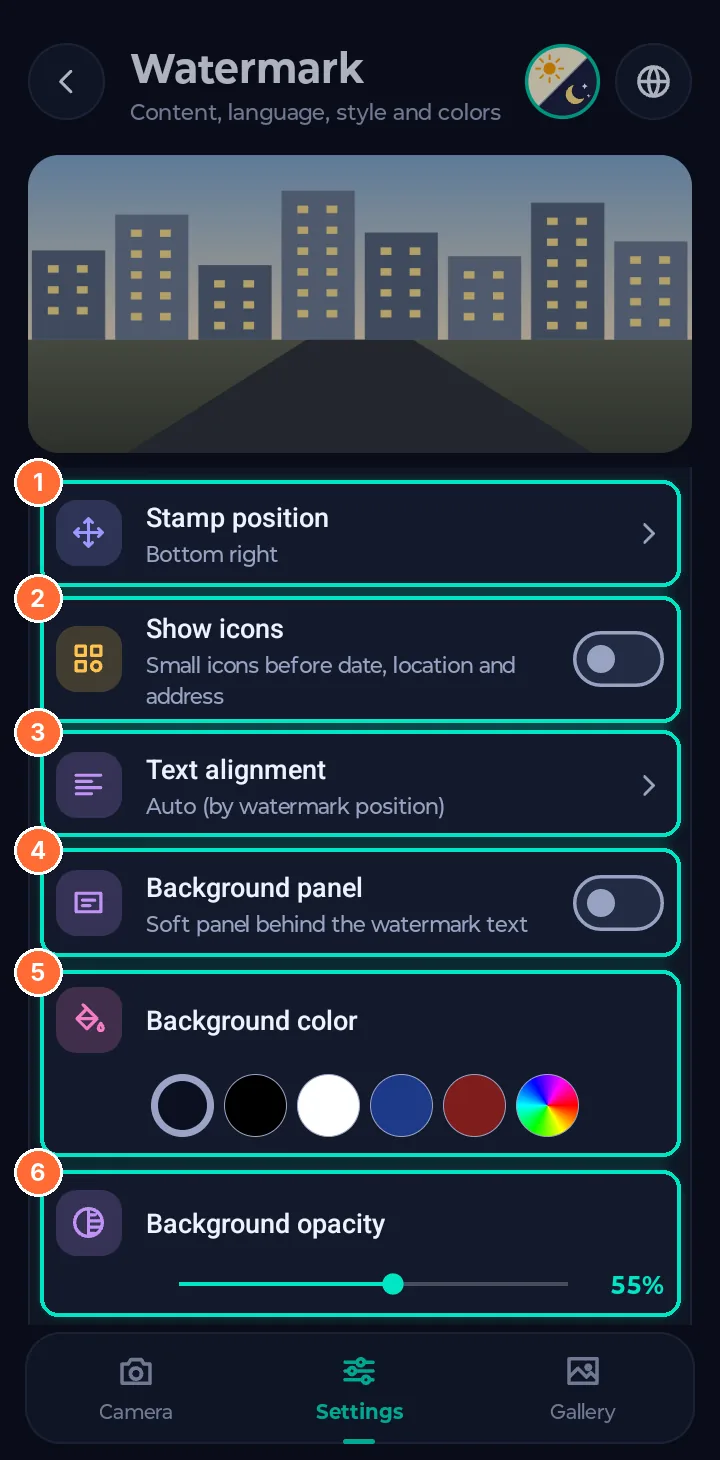 Watermark
Content, language, style and colors
1
Stamp position
Bottom right
2
Show icons
Small icons before date, location and
address
3
Text alignment
Auto (by watermark position)
4
Background panel
Soft panel behind the watermark text
5
Background color
6
Background opacity
55%
Camera
Settings
Gallery